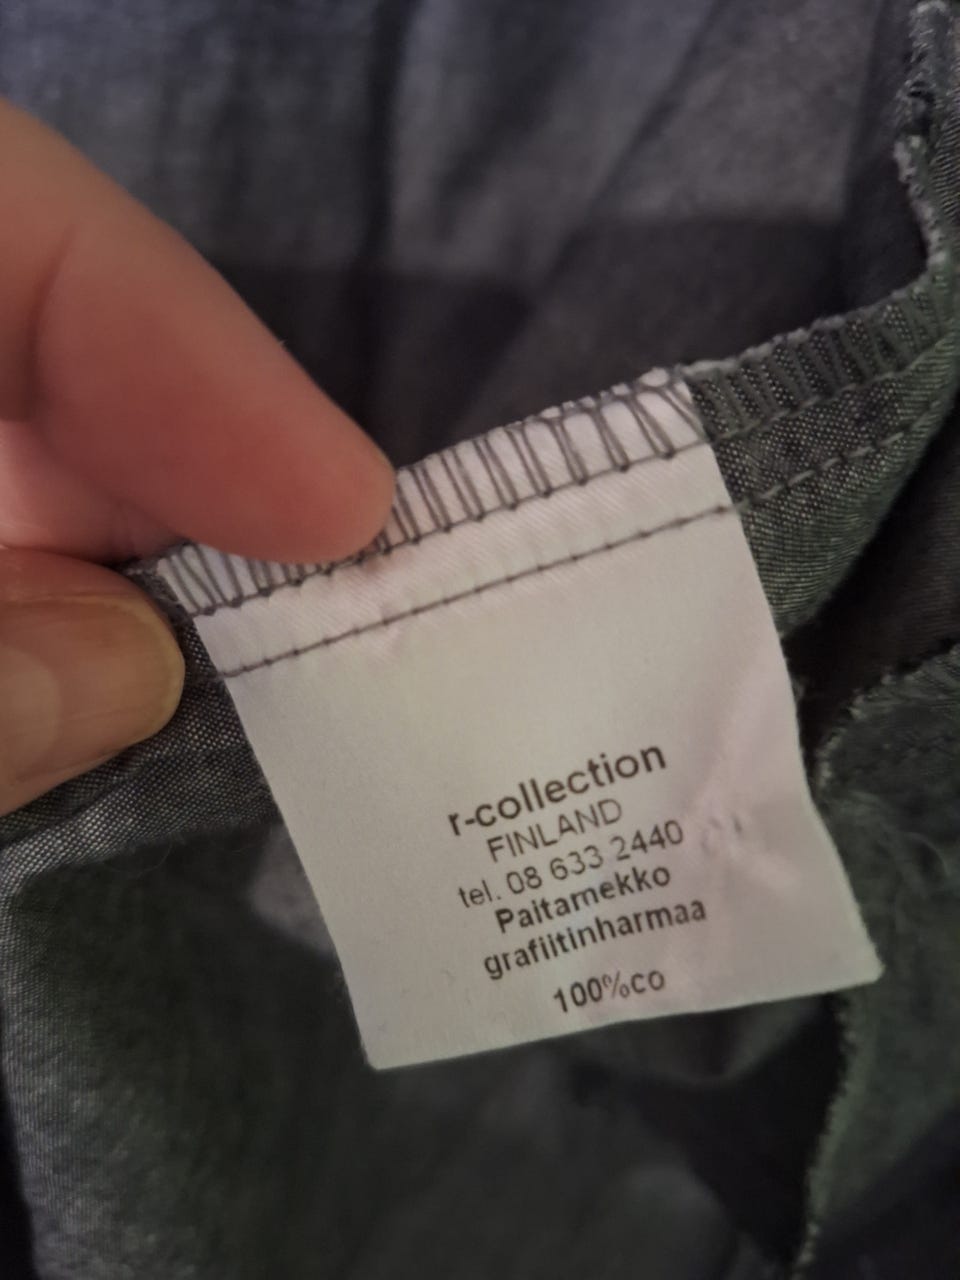 r-collection
FINLAND
tel. 08 633 2440
Paitamekko
grafiitinharmaa
100%co